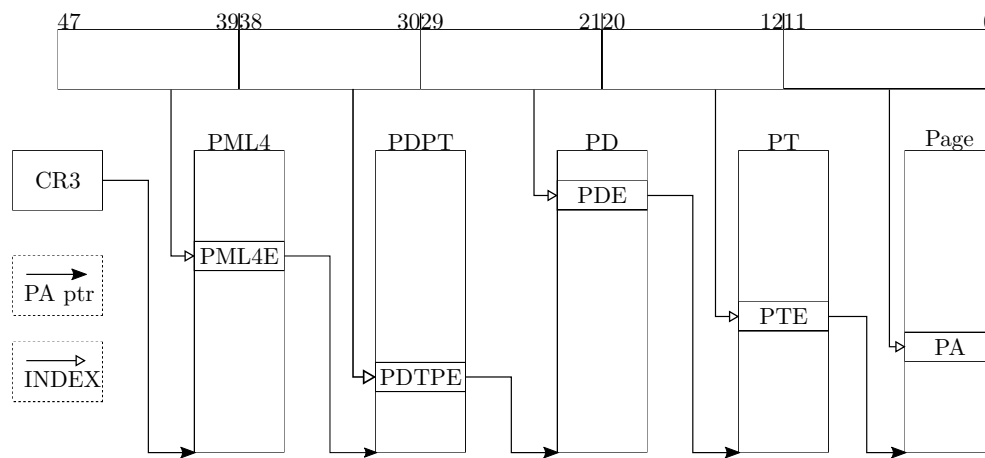 47 3938 3029 2120 1211
PML4 PDPT PD PT Page
CR3
PDE
PML4E
PA ptr
PTE
PA
PDTPE
INDEX